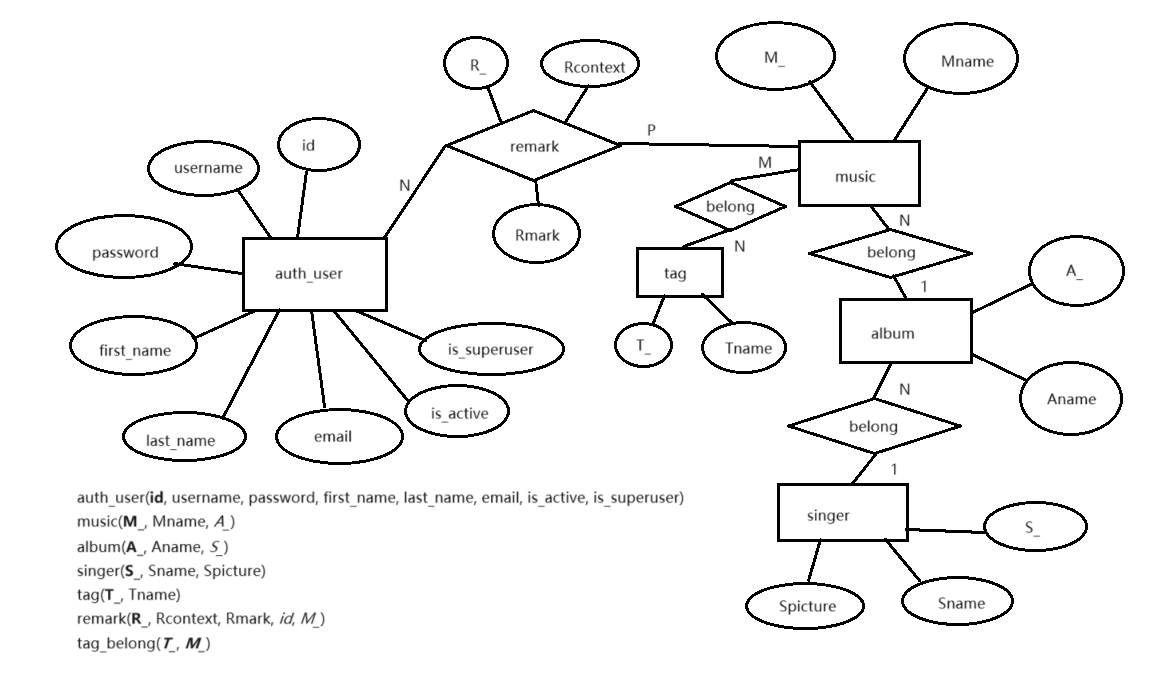 R_
Rcontext
M_
Mname
remark
P
music
M
belong
N
id
username
N
password
auth_user
Rmark
N
belong
1
tag
A_
album
T_
Tname
first_name
is_superuser
Aname
N
is_active
last_name
email
belong
1
singer
S_
Spicture
Sname
auth_user(id, username, password, first_name, last_name, email, is_active, is_superuser)
music(M_, Mname, A_)
album(A_, Aname, S_)
singer(S_, Sname, Spicture)
tag(T_, Tname)
remark(R_, Rcontext, Rmark, id, M_)
tag_belong(T_, M_)